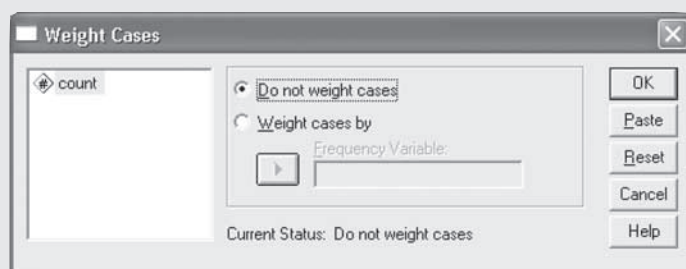 Weight Cases
# count
Do not weight cases
Weight cases by
Frequency Variable:
Current Status: Do not weight cases
OK
Paste
Reset
Cancel
Help